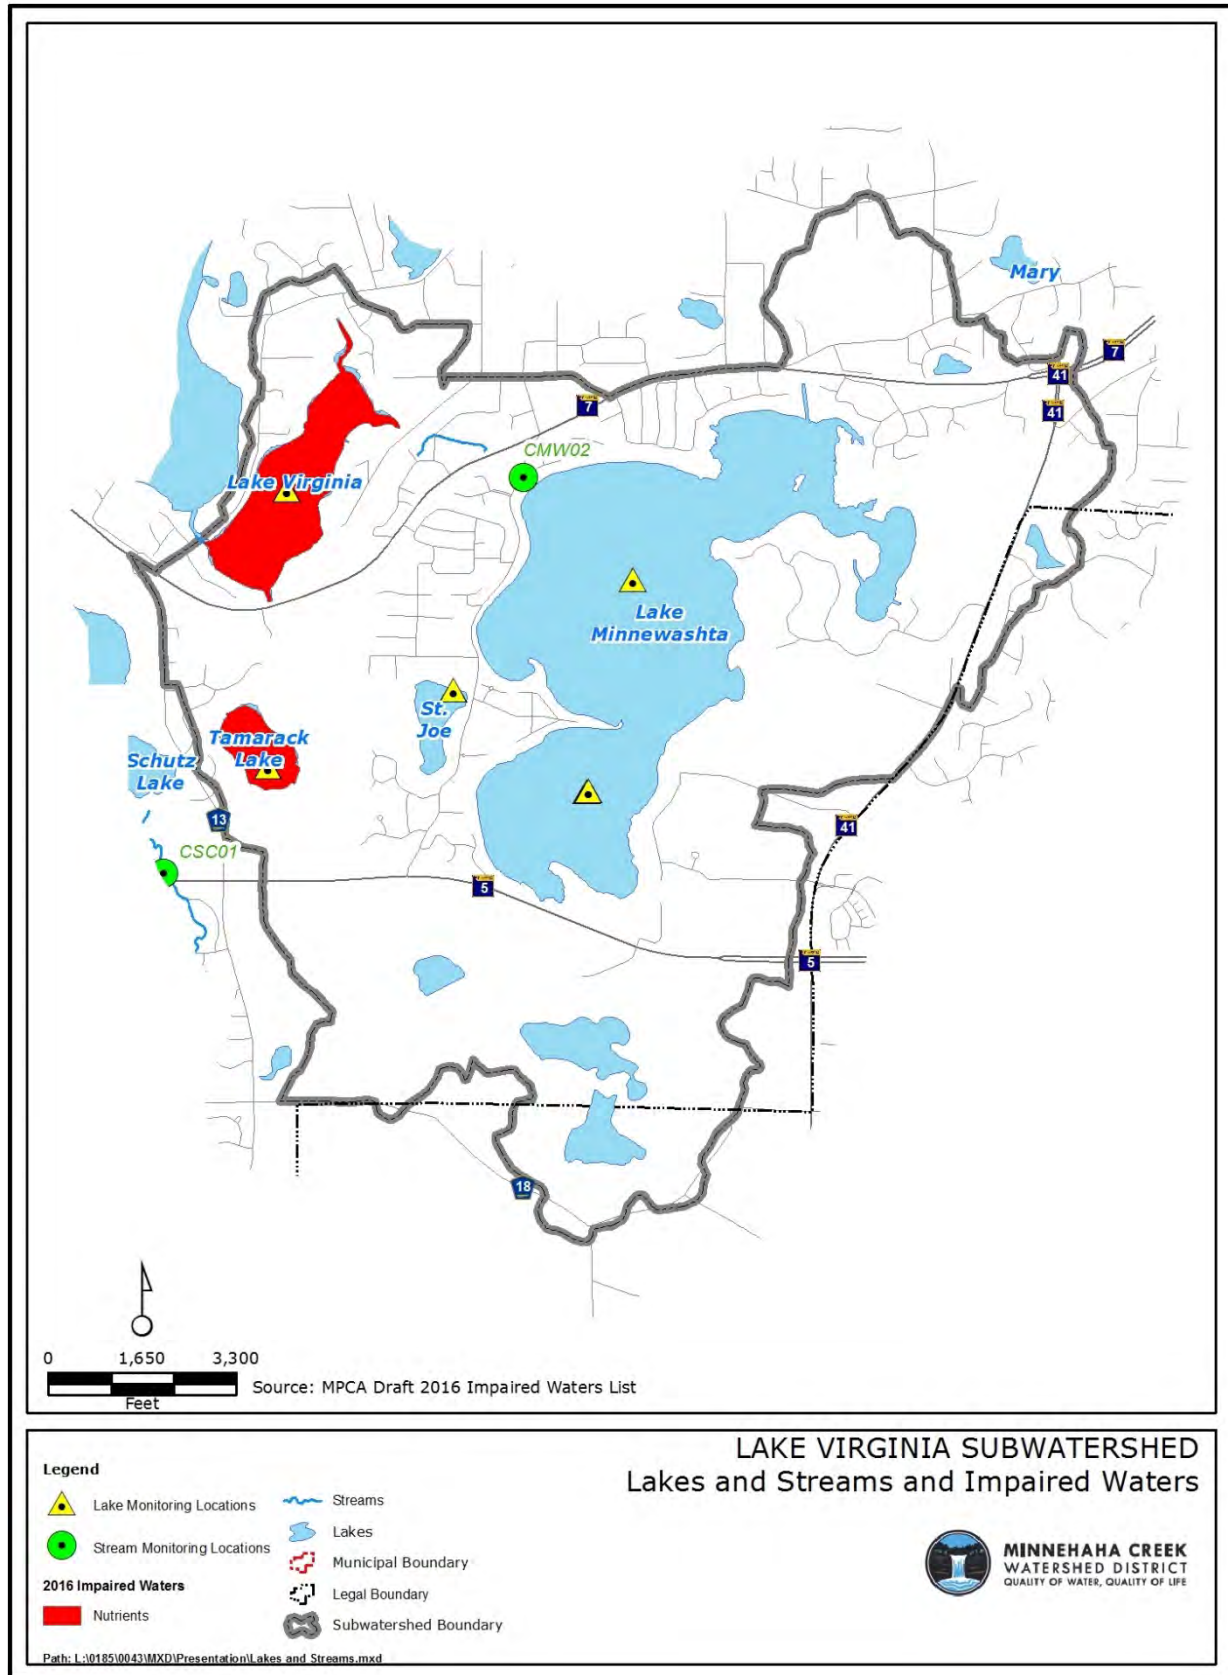 Mary
7
41
41
7
CMW02
Lake Virginia
Lake
Minnewashta
St.
Joe
Tamarack
Lake
Schutz
Lake
13
CSC01
41
5
5
18
0 1,650 3,300
Feet
Source: MPCA Draft 2016 Impaired Waters List
LAKE VIRGINIA SUBWATERSHED
Lakes and Streams and Impaired Waters
Legend
Lake Monitoring Locations
Stream Monitoring Locations
2016 Impaired Waters
Nutrients
Streams
Lakes
Municipal Boundary
Legal Boundary
Subwatershed Boundary
MINNEHAHA CREEK
WATERSHED DISTRICT
QUALITY OF WATER, QUALITY OF LIFE
Path: L:\0185\0043\MXD\Presentation\Lakes and Streams.mxd